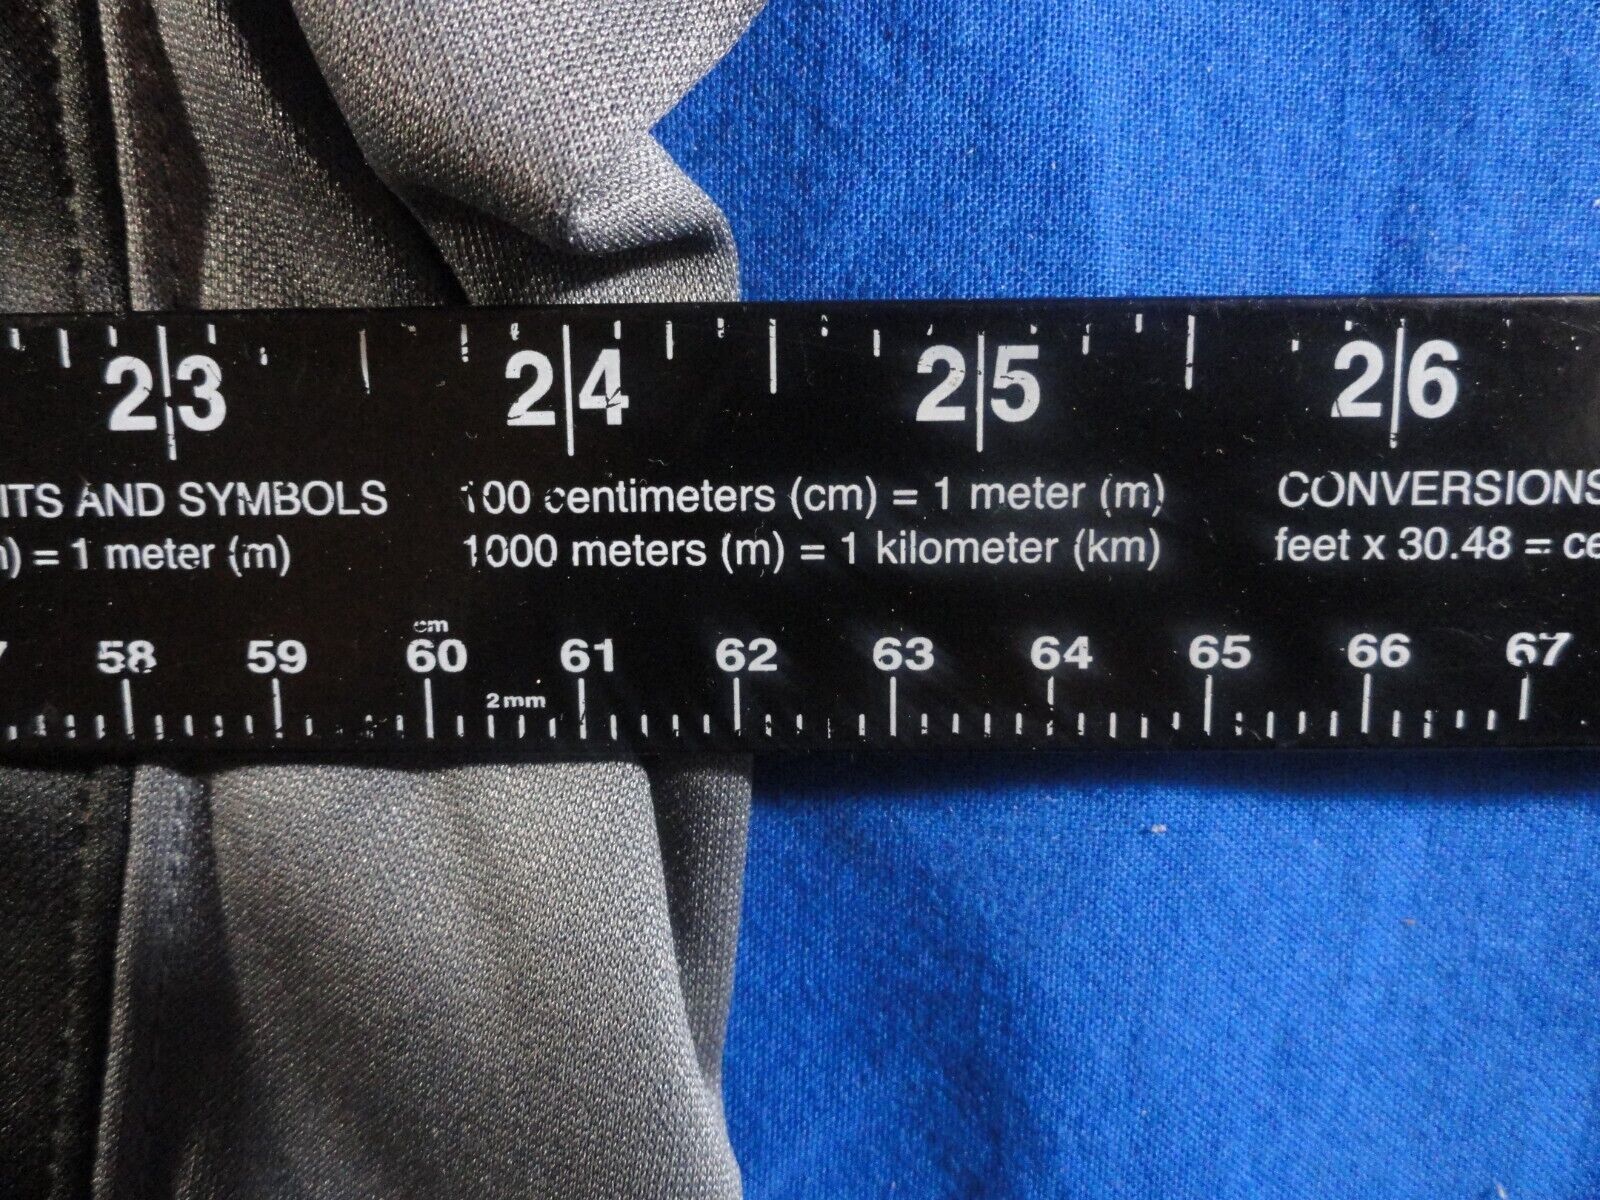 23 24 25 26
ITS AND SYMBOLS 100 centimeters (cm) = 1 meter (m) CONVERSIONS
) = 1 meter (m) 1000 meters (m) = 1 kilometer (km) feet x 30.48 = ce
cm
58 59 60 61 62 63 64 65 66 67
2mm